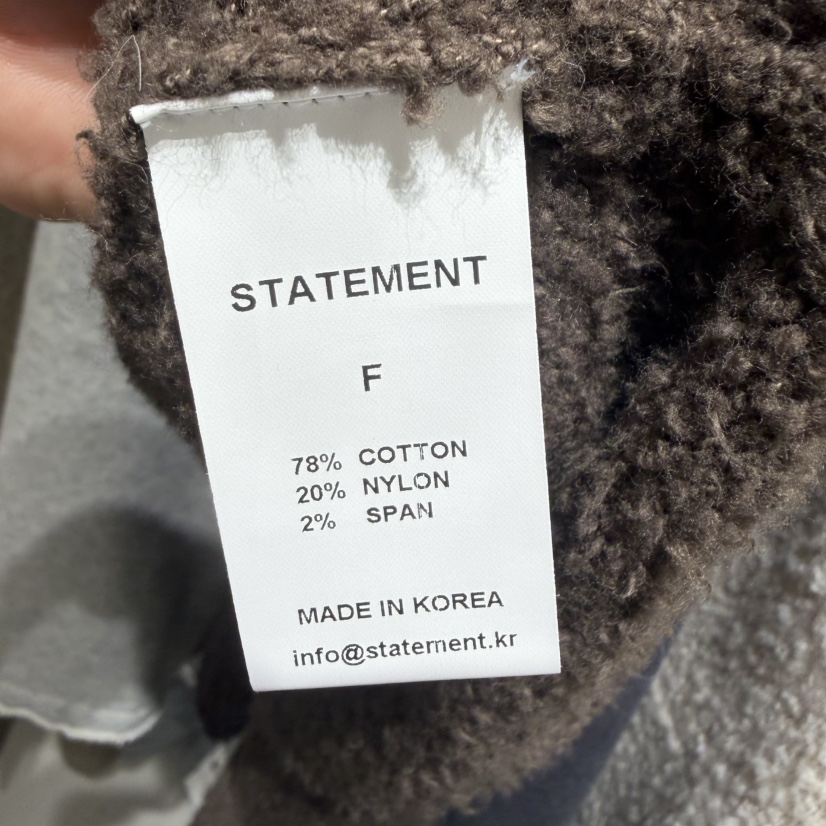 STATEMENT
F
78% COTTON
20% NYLON
2% SPAN
MADE IN KOREA
info@statement.kr